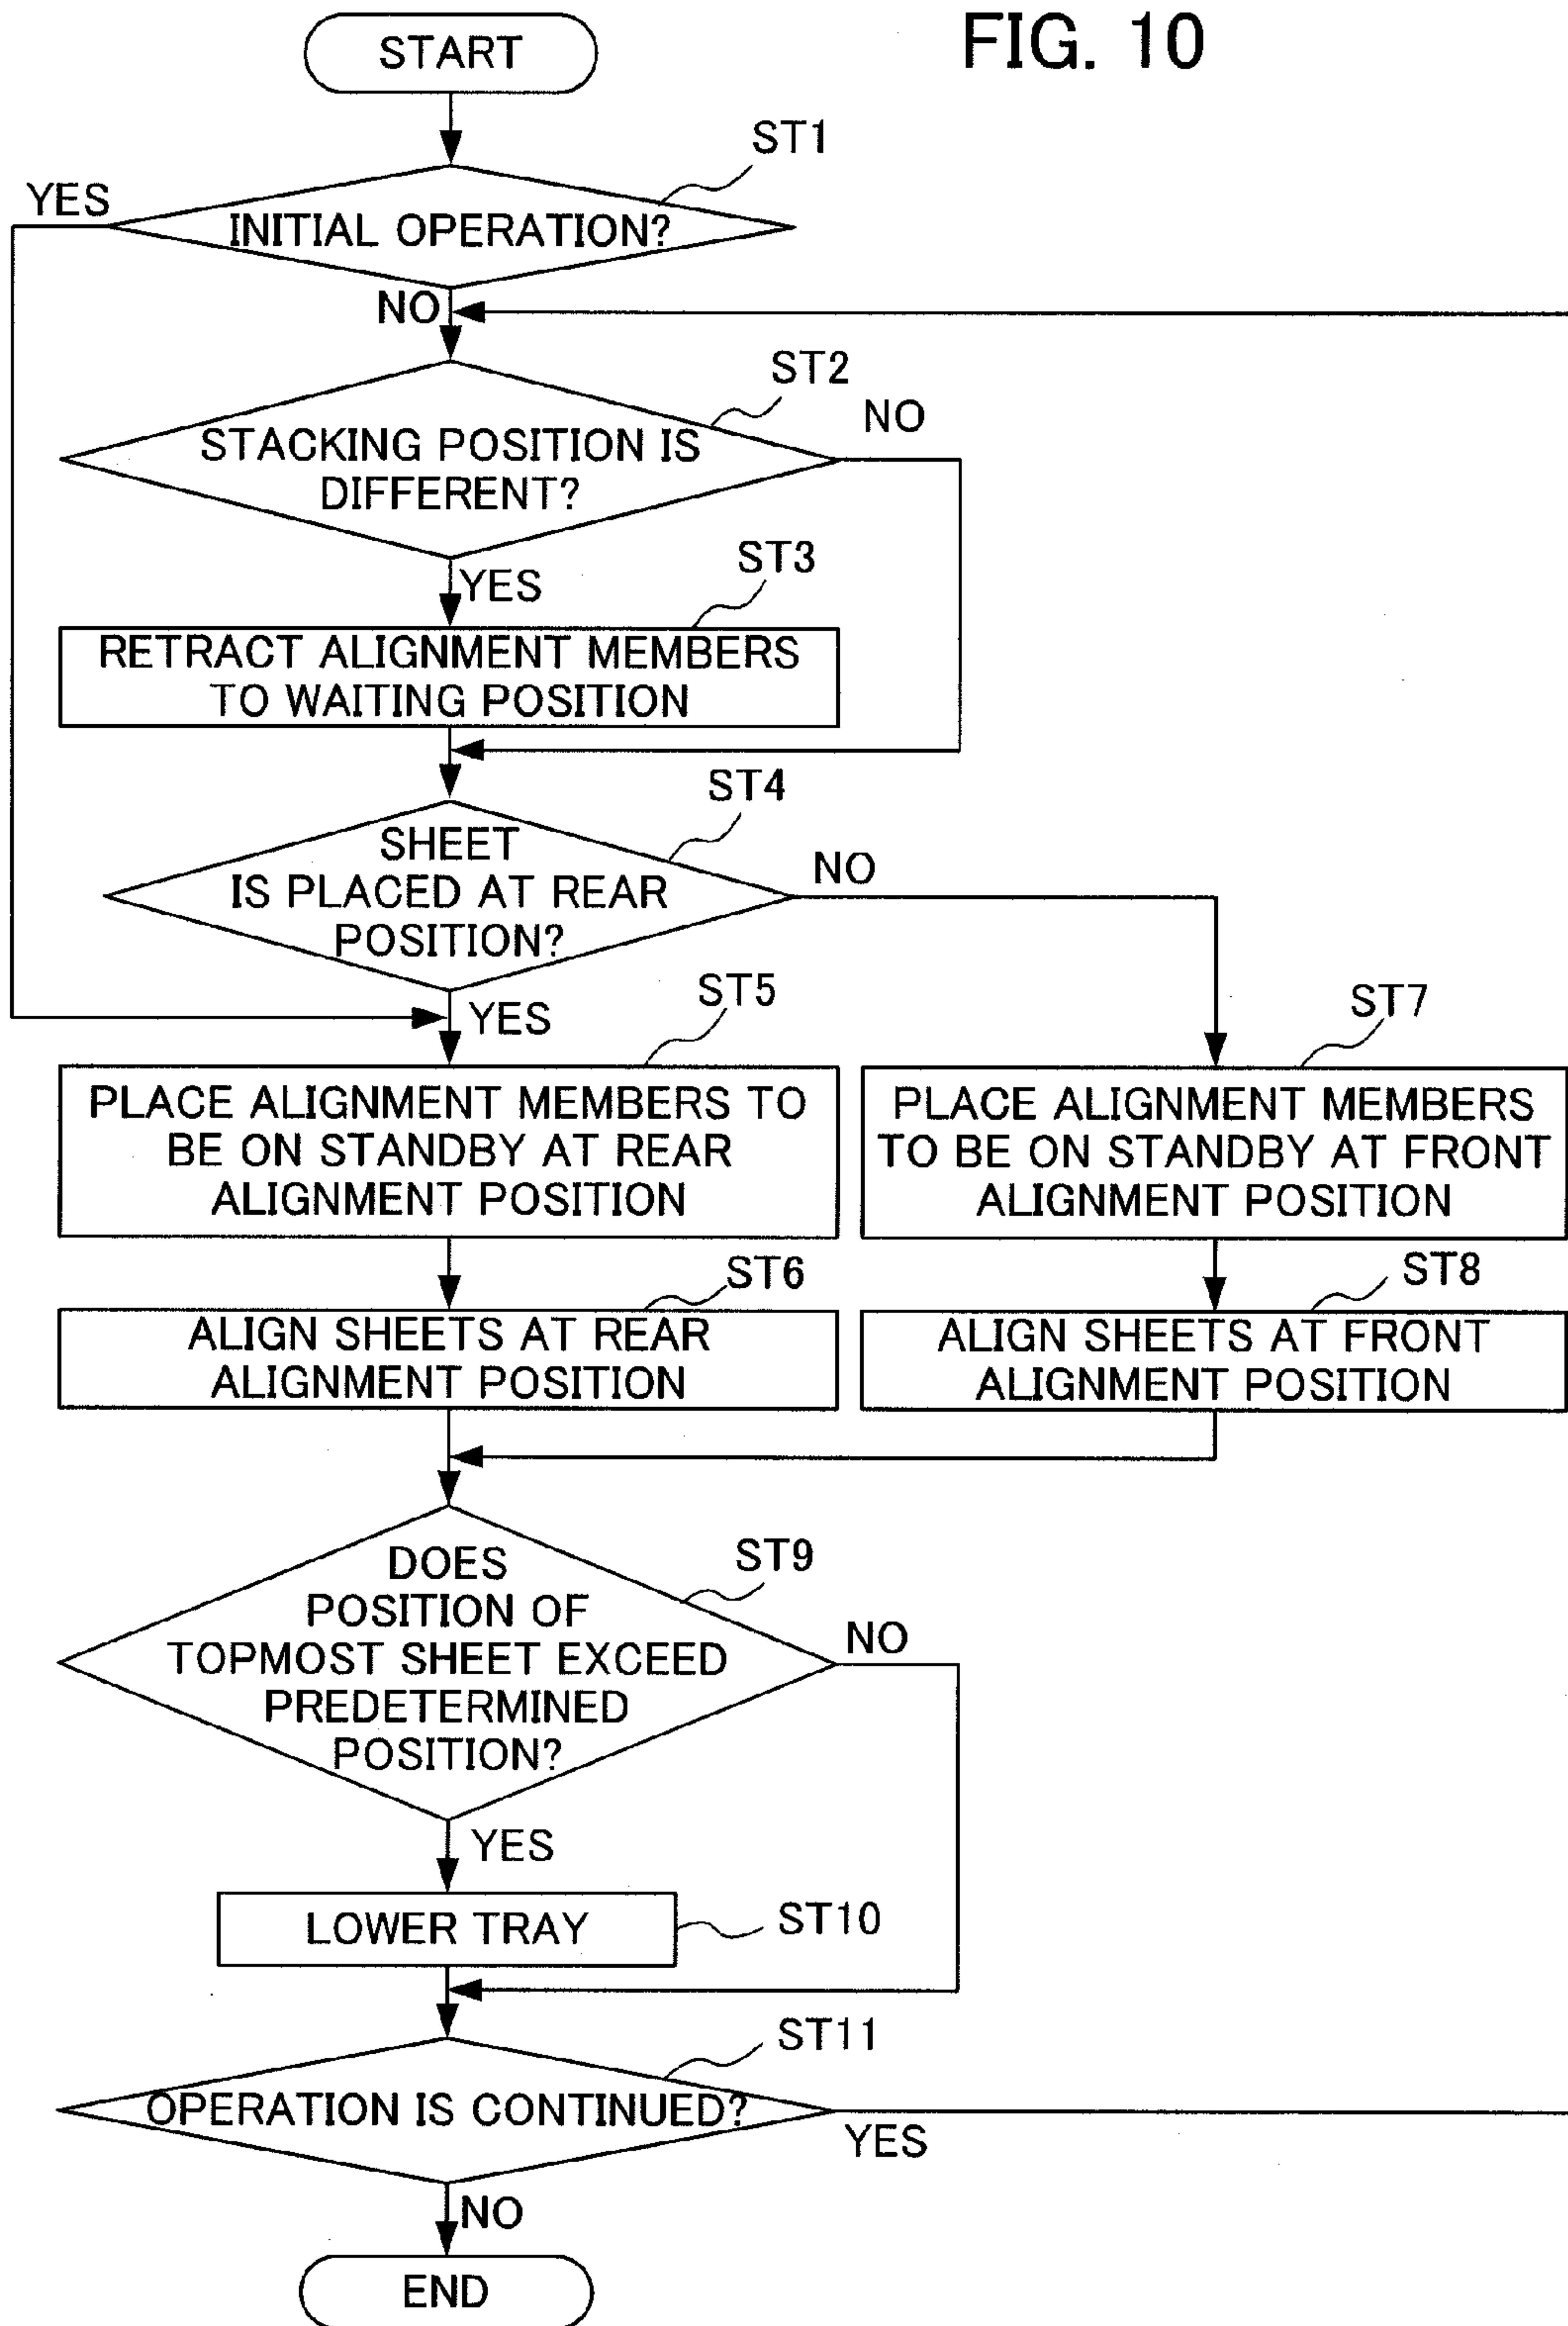 FIG. 10
START
ST1
YES
INITIAL OPERATION?
NO
ST2
NO
STACKING POSITION IS
DIFFERENT?
ST3
YES
RETRACT ALIGNMENT MEMBERS
TO WAITING POSITION
ST4
SHEET
IS PLACED AT REAR
POSITION?
NO
YES
ST5
ST7
PLACE ALIGNMENT MEMBERS TO
BE ON STANDBY AT REAR
ALIGNMENT POSITION
PLACE ALIGNMENT MEMBERS
TO BE ON STANDBY AT FRONT
ALIGNMENT POSITION
ST6
ST8
ALIGN SHEETS AT REAR
ALIGNMENT POSITION
ALIGN SHEETS AT FRONT
ALIGNMENT POSITION
ST9
DOES
POSITION OF
TOPMOST SHEET EXCEED
PREDETERMINED
POSITION?
NO
YES
LOWER TRAY
ST10
ST11
OPERATION IS CONTINUED?
YES
NO
END